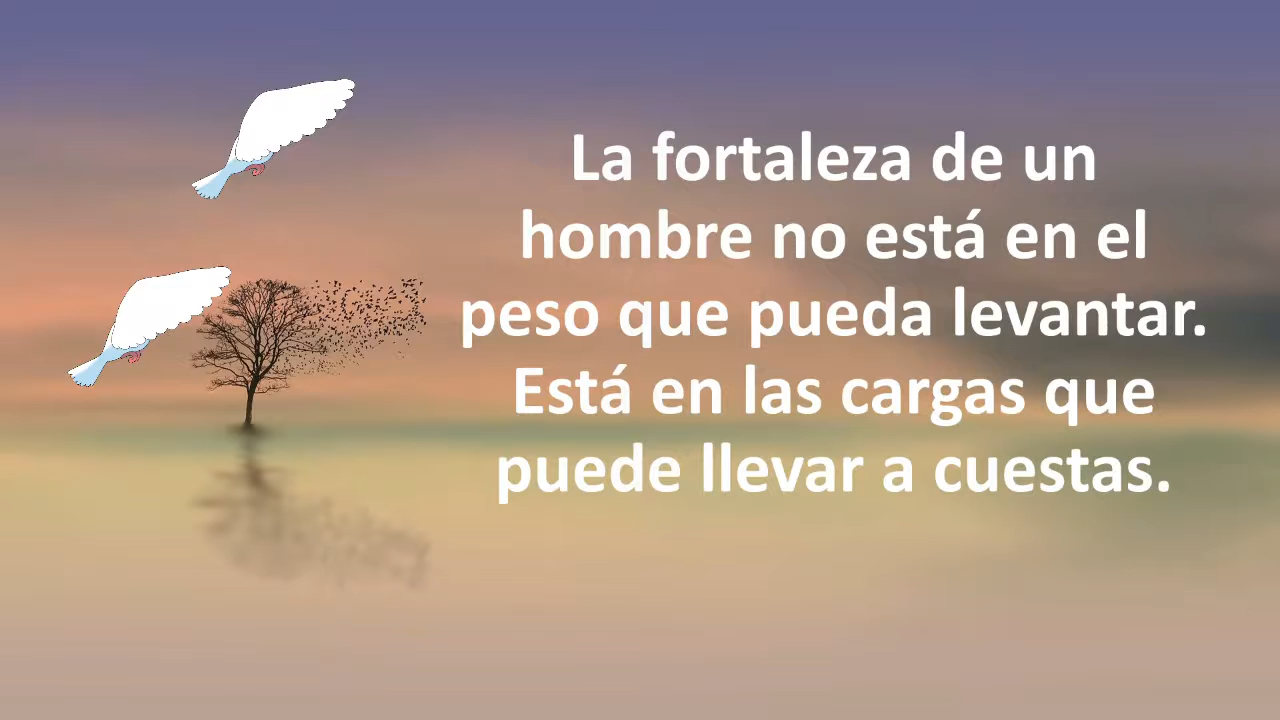 La fortaleza de un
hombre no está en el
peso que pueda levantar.
Está en las cargas que
puede llevar a cuestas.